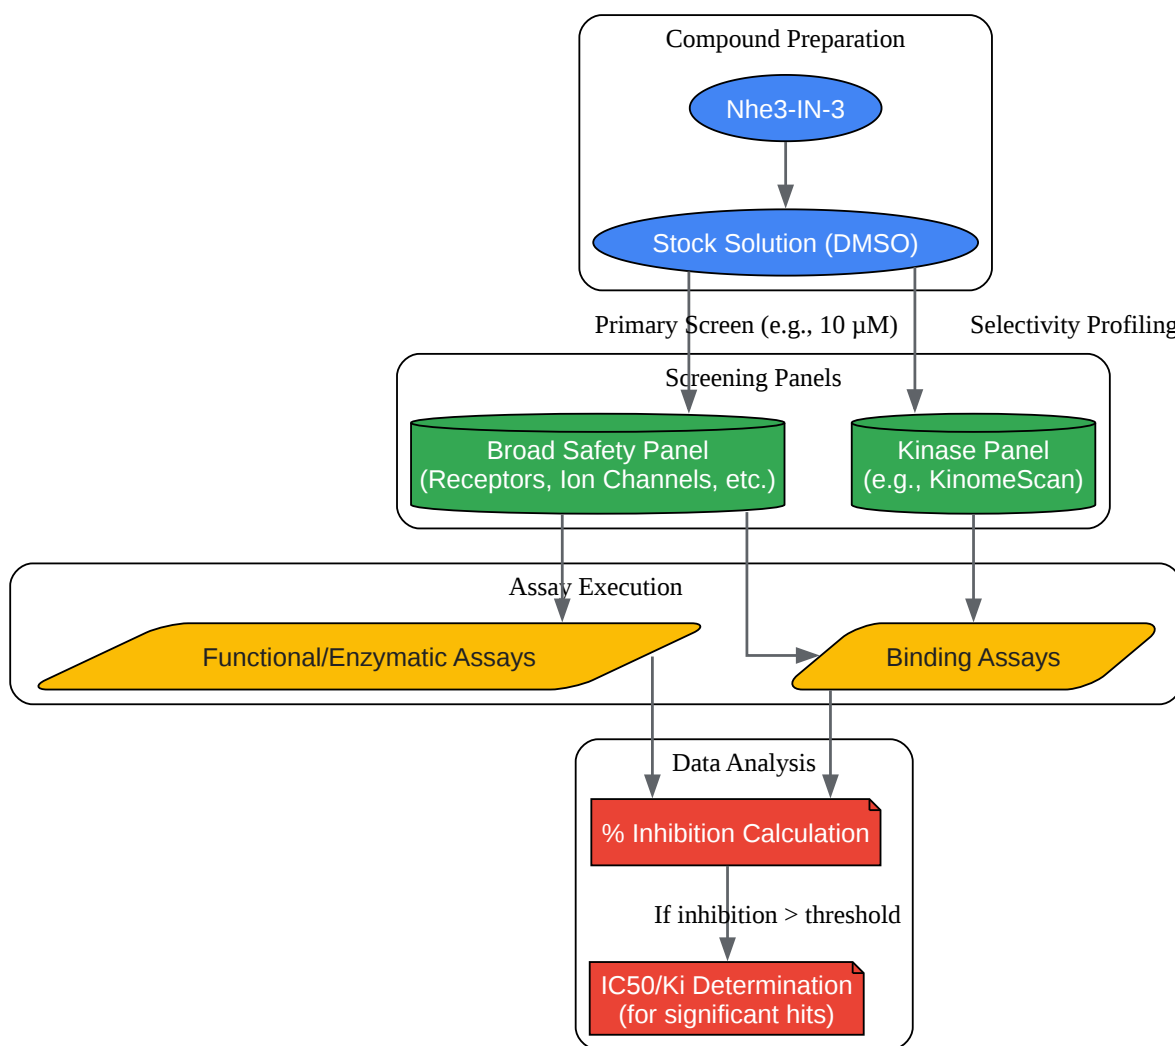 Compound Preparation
Nhe3-IN-3
Stock Solution (DMSO)
Primary Screen (e.g., 10 µM)
Selectivity Profiling
Screening Panels
Broad Safety Panel
(Receptors, Ion Channels, etc.)
Kinase Panel
(e.g., KinomeScan)
Assay Execution
Functional/Enzymatic Assays
Binding Assays
Data Analysis
% Inhibition Calculation
If inhibition > threshold
IC50/Ki Determination
(for significant hits)